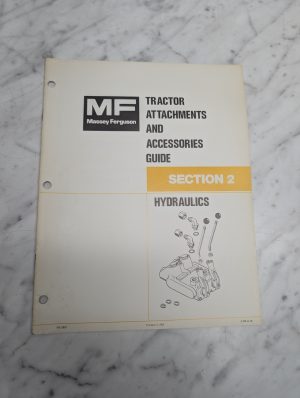 MF
Massey Ferguson
TRACTOR
ATTACHMENTS
AND
ACCESSORIES
GUIDE
SECTION 2
HYDRAULICS